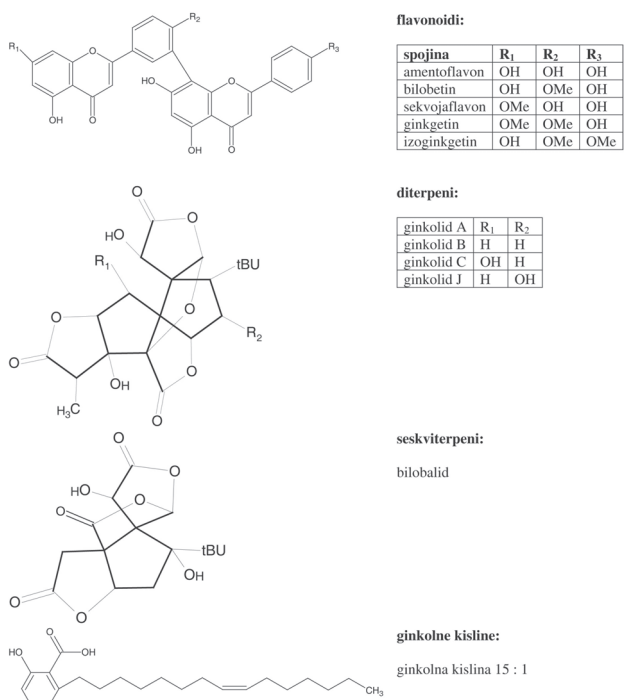 flavonoidi:
spojina R1 R2 R3
amentoflavon OH OH OH
bilobetin OH OMe OH
sekvojaflavon OMe OH OH
ginkgetin OMe OMe OH
izoginkgetin OH OMe OMe
R1 O R2 R3
HO O
OH O
OH O
diterpeni:
ginkolid A R1 R2
ginkolid B H H
ginkolid C OH H
ginkolid J H OH
O
O
HO
R1 tBU
O O
R2
O
O
OH
H3C
O
seskviterpeni:
bilobalid
O
O
HO O
O
tBU
OH
O
O
ginkolne kisline:
ginkolna kislina 15 : 1
O
HO OH
CH3